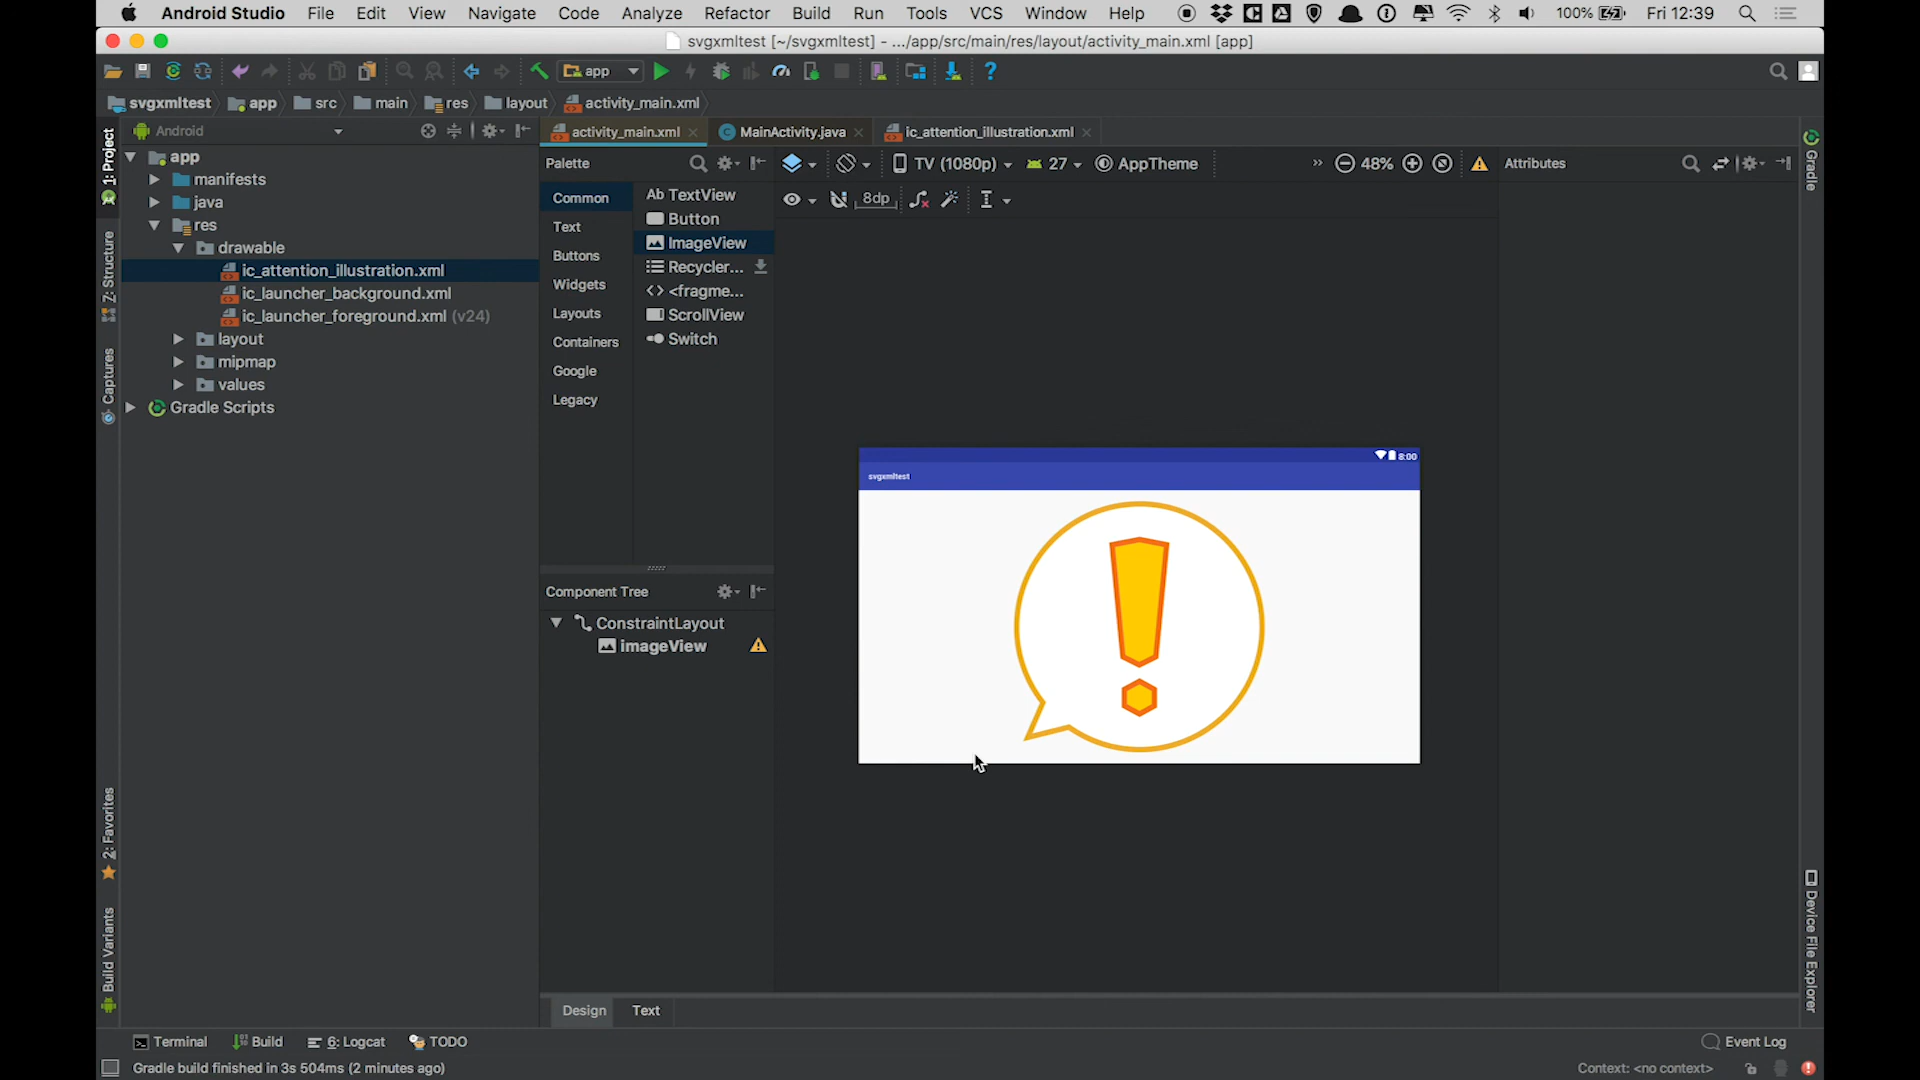 Android Studio File Edit View Navigate Code Analyze Refactor Build Run Tools VCS Window Help 100% Fri 12:39
svgxmltest [~/svgxmltest] - .../app/src/main/res/layout/activity_main.xml [app]
app
svgxmltest app src main res layout activity_main.xml
1: Project
Android
activity_main.xml MainActivity.java ic_attention_illustration.xml
Gradle
app
manifests
java
res
drawable
ic_attention_illustration.xml
ic_launcher_background.xml
ic_launcher_foreground.xml (v24)
layout
mipmap
values
Gradle Scripts
Z: Structure
Captures
2: Favorites
Build Variants
Palette
Common
Text
Buttons
Widgets
Layouts
Containers
Google
Legacy
Ab TextView
Button
ImageView
Recycler...
<> <fragme...
ScrollView
Switch
TV (1080p) 27 AppTheme » 48%
8dp
Attributes
Component Tree
ConstraintLayout
imageView
8:00
svgxmltest
Design Text
Device File Explorer
Terminal Build 6: Logcat TODO Event Log
Gradle build finished in 3s 504ms (2 minutes ago) Context: <no context>